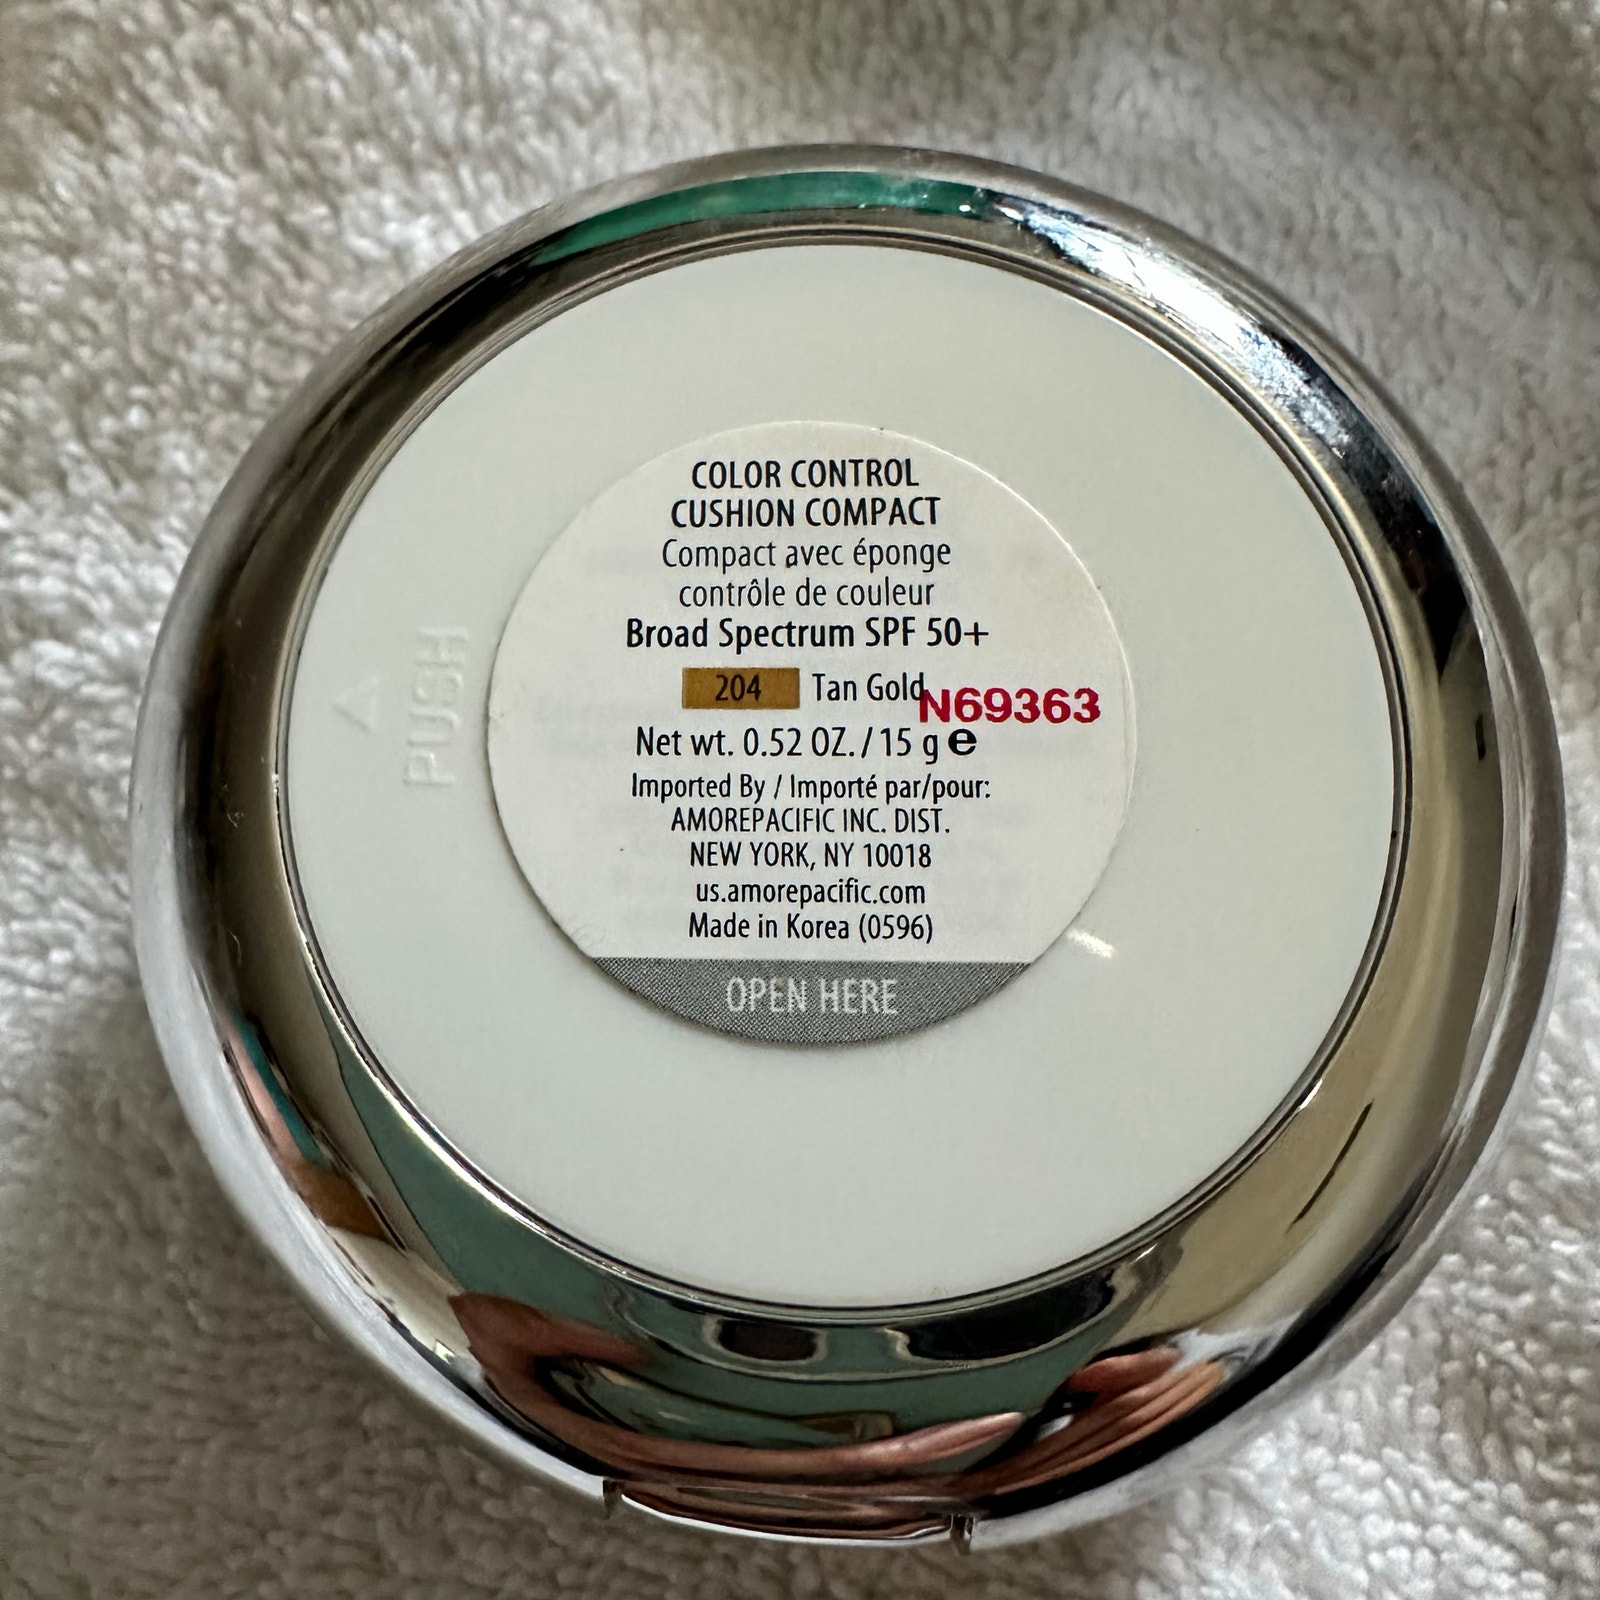 COLOR CONTROL
CUSHION COMPACT
Compact avec éponge
contrôle de couleur
Broad Spectrum SPF 50+
204 Tan Gold
N69363
Net wt. 0.52 OZ. / 15 g e
Imported By / Importé par/pour:
AMOREPACIFIC INC. DIST.
NEW YORK, NY 10018
us.amorepacific.com
Made in Korea (0596)
OPEN HERE
PUSH